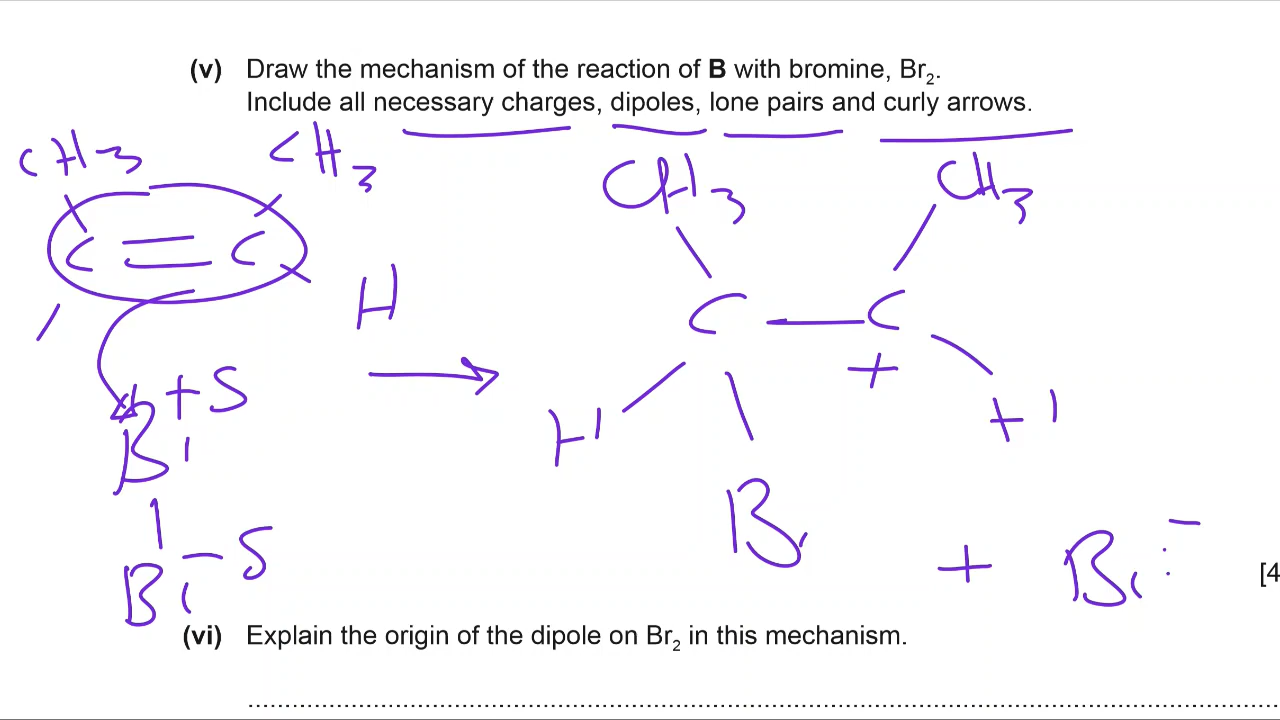 (v) Draw the mechanism of the reaction of B with bromine, Br₂.
Include all necessary charges, dipoles, lone pairs and curly arrows.
CH3 CH3 CH3 CH3
C = C
H
C — C
+
+ S
Br
H H
Br
- S
Br
+ Br : -
[4
(vi) Explain the origin of the dipole on Br₂ in this mechanism.